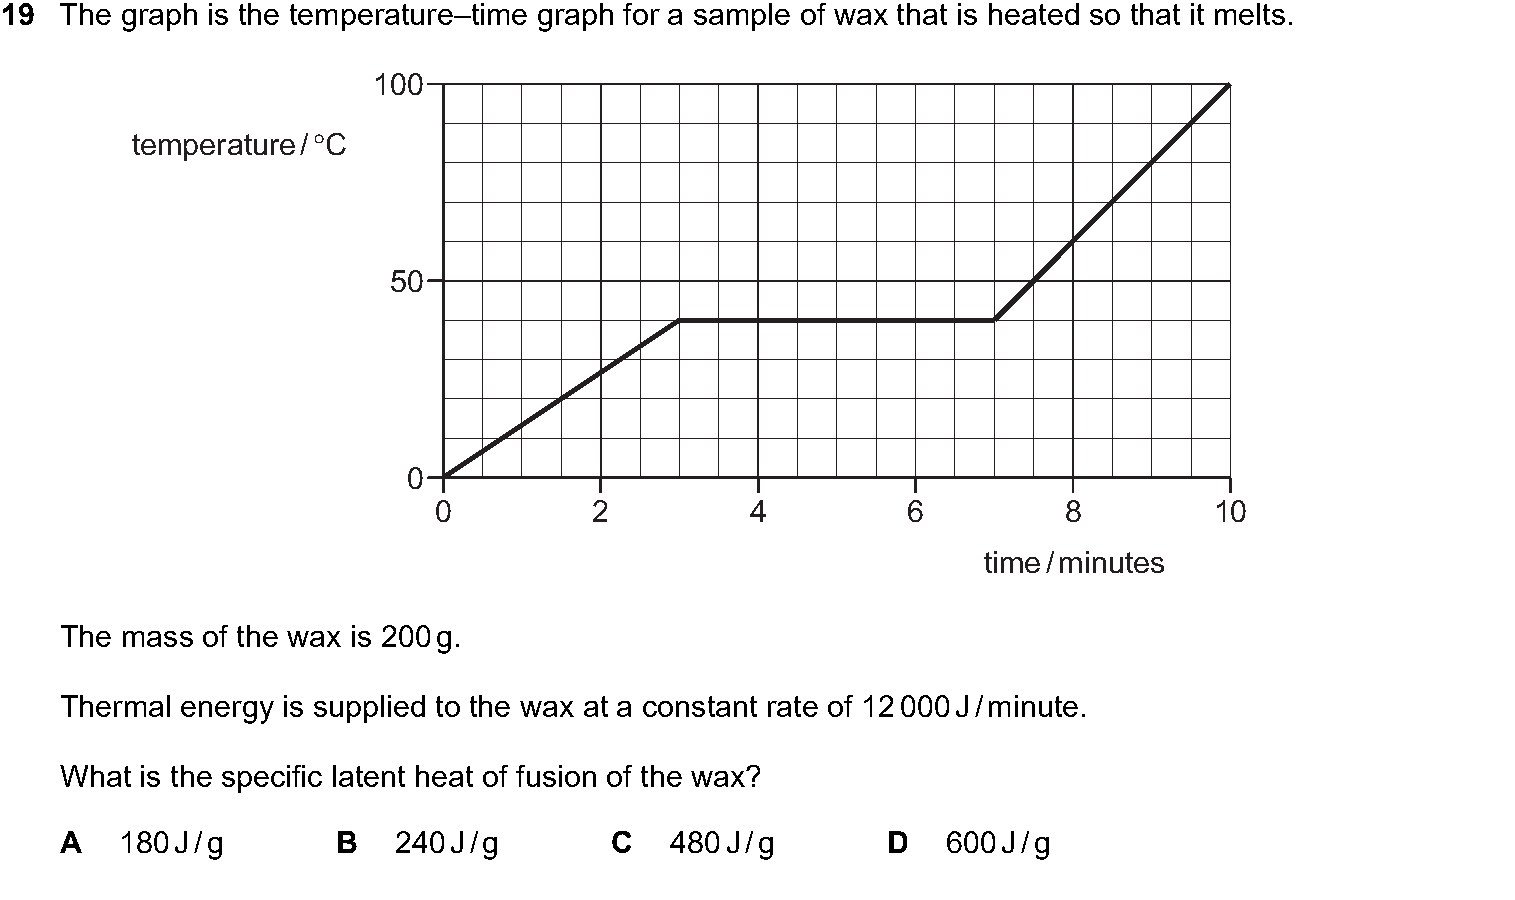 19 The graph is the temperature–time graph for a sample of wax that is heated so that it melts.
100
temperature / °C
50
0
0 2 4 6 8 10
time / minutes
The mass of the wax is 200 g.
Thermal energy is supplied to the wax at a constant rate of 12 000 J / minute.
What is the specific latent heat of fusion of the wax?
A 180 J / g B 240 J / g C 480 J / g D 600 J / g